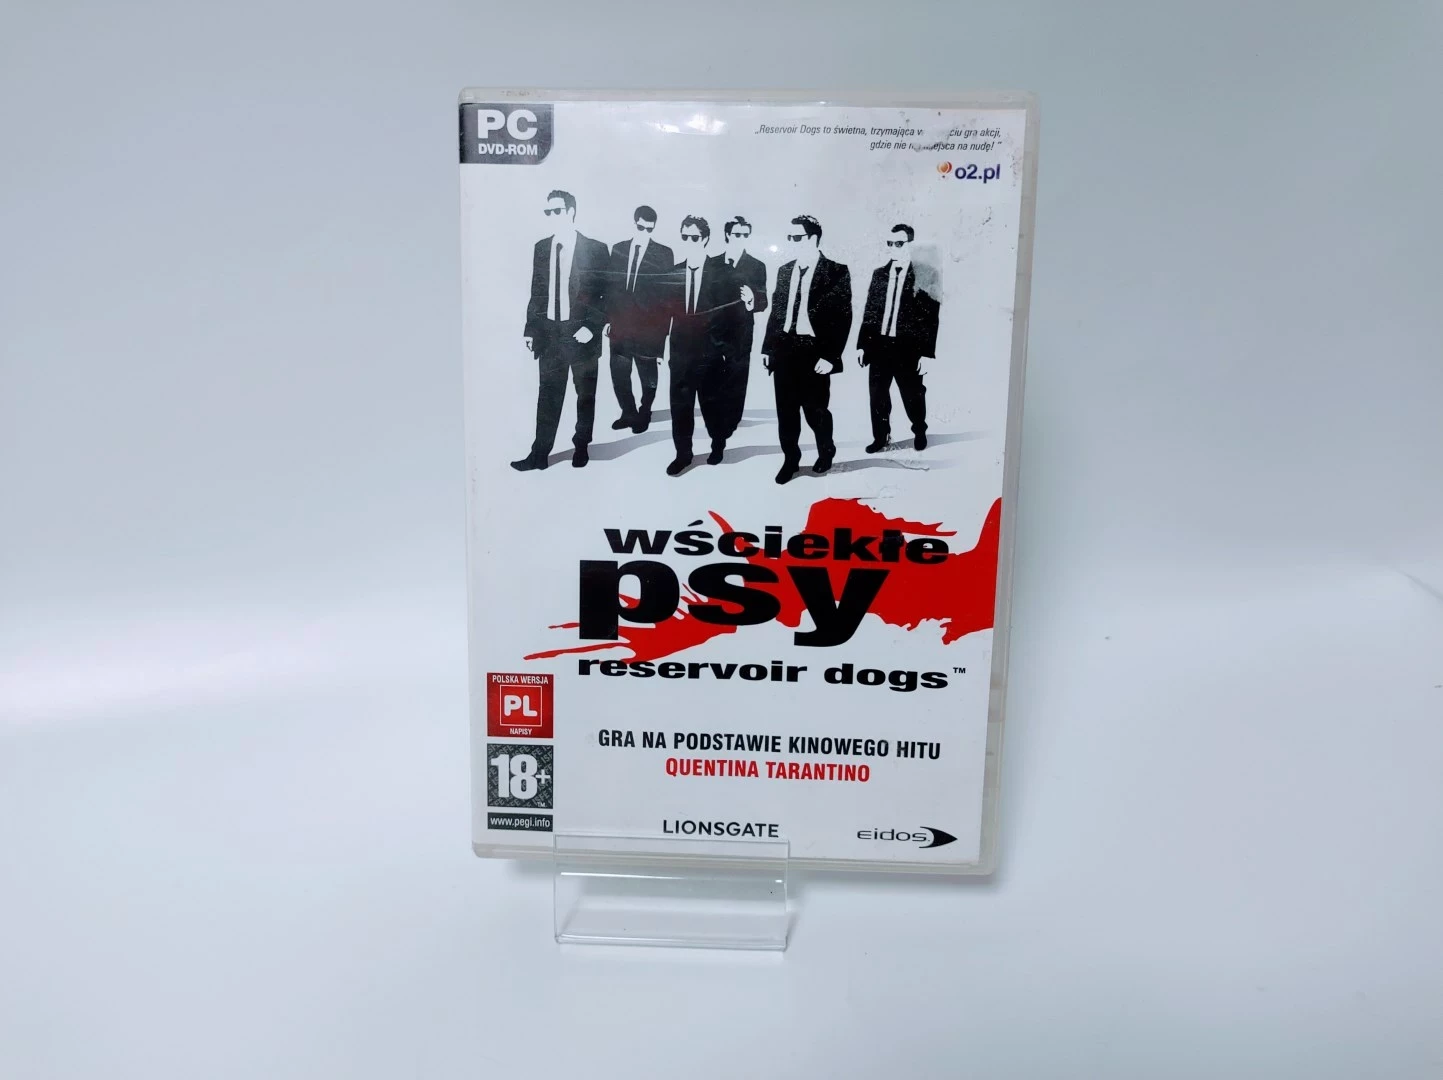 PC
DVD-ROM
„Reservoir Dogs to świetna, trzymająca gra akcji,
gdzie nie na nudę!”
o2.pl
wściekłe
psy
reservoir dogs™
POLSKA WERSJA
PL
NAPISY
18+
™
www.pegi.info
GRA NA PODSTAWIE KINOWEGO HITU
QUENTINA TARANTINO
LIONSGATE
eidos